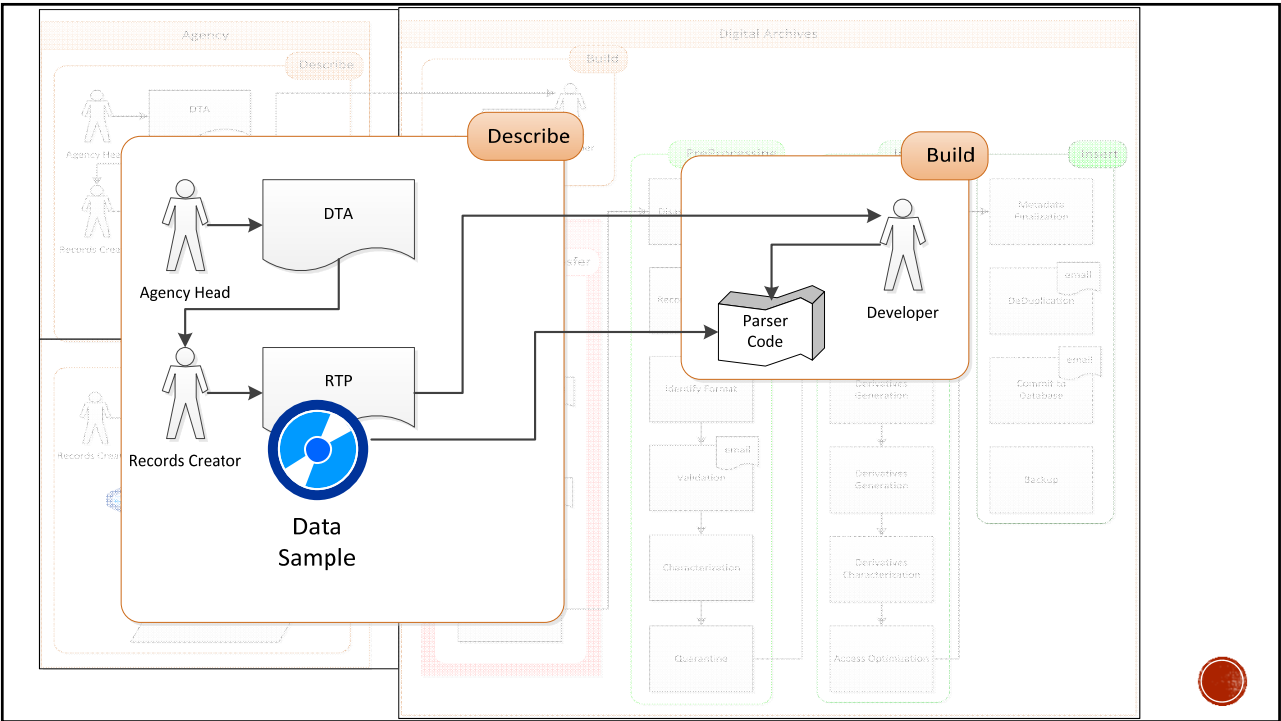 Agency
Digital Archives
Describe
Build
DTA
Describe
Build
PreProcessing
Insert
DTA
Agency Head
Records Creator
RTP
Data
Sample
Developer
Parser
Code
Metadata
Finalization
email
DeDuplication
email
Commit to
Database
Backup
Identify Format
email
Validation
Characterization
Quarantine
Derivatives
Generation
Derivatives
Generation
Derivatives
Characterization
Access Optimization